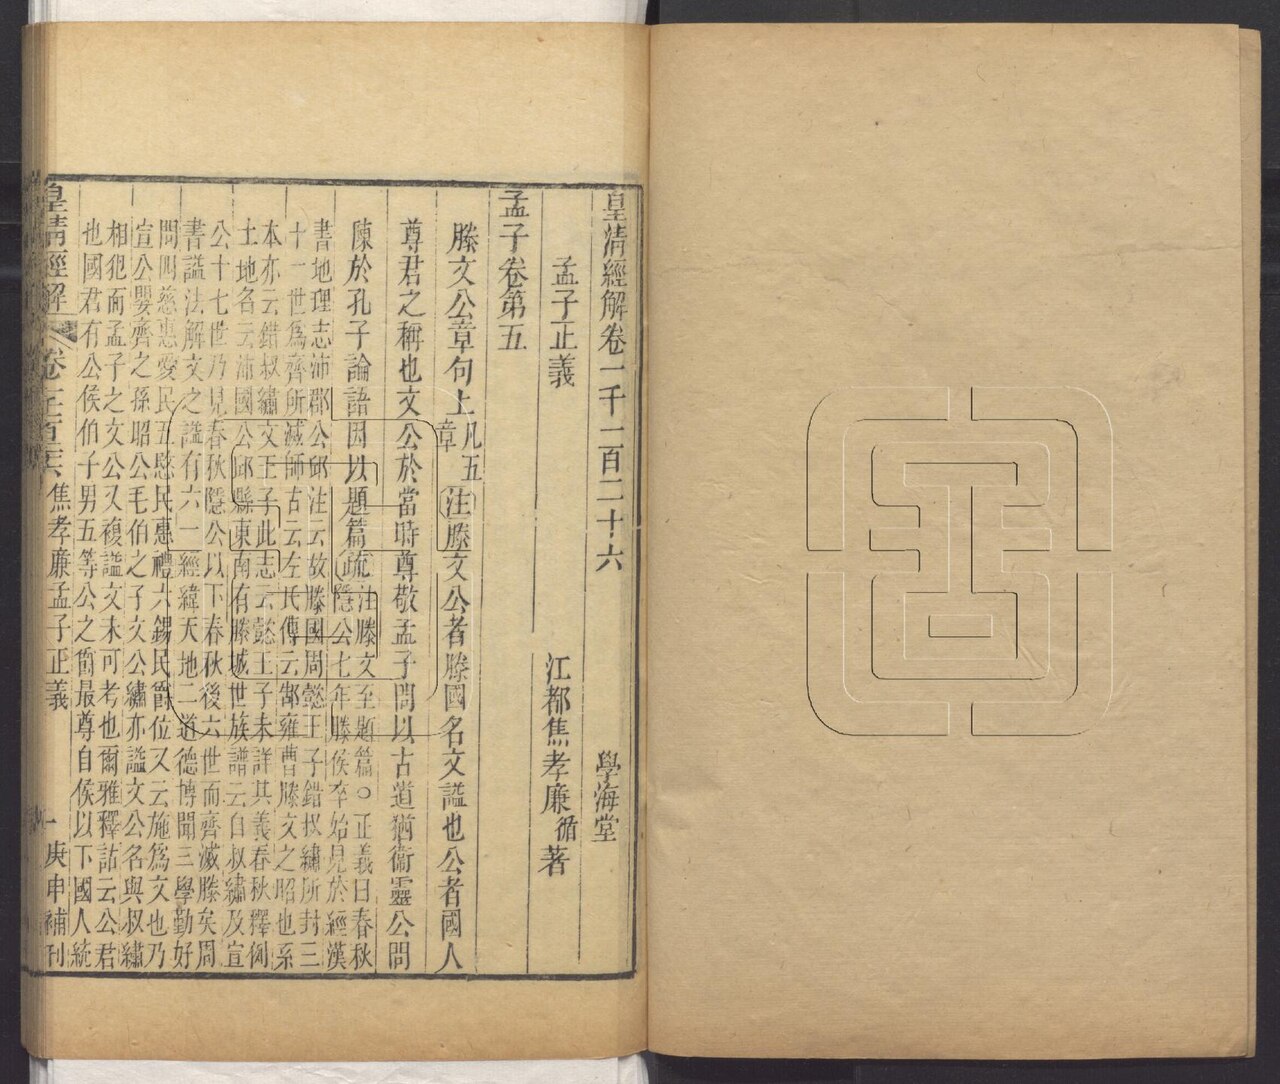 皇清經解卷一千一百二十六 學海堂
孟子正義 江都焦孝廉循著
孟子卷第五
滕文公章句上凡五章注滕文公者滕國名文謚也公者國人
尊君之稱也文公於當時尊敬孟子問以古道猶衞靈公問
陳於孔子論語因以題篇疏注滕文至題篇○正義曰春秋
隱公七年滕侯卒始見於經漢
書地理志沛郡公邱注云故滕國周懿王子錯叔繡所封三
十一世爲齊所滅師古云左氏傳云郜雍曹滕文之昭也系
本亦云錯叔繡文王子此志云懿王子未詳其義春秋釋例
土地名云沛國公邱縣東南有滕城世族譜云自叔繡及宣
公十七世乃見春秋隱公以下春秋後六世而齊滅滕矣周
書謚法解文之謚有六一經緯天地二道德博聞三學勤好
問四慈惠愛民五愍民惠禮六錫民爵位又云施爲文也乃
宣公嬰齊之孫昭公毛伯之子文公繡亦謚文公名與叔繡
相犯而孟子之文公又複謚文未可考也爾雅釋詁云公君
也國君有公侯伯子男五等公之爵最尊自侯以下國人統
皇清經解 卷一千一百二十六 焦孝廉孟子正義 一 庚申補刊